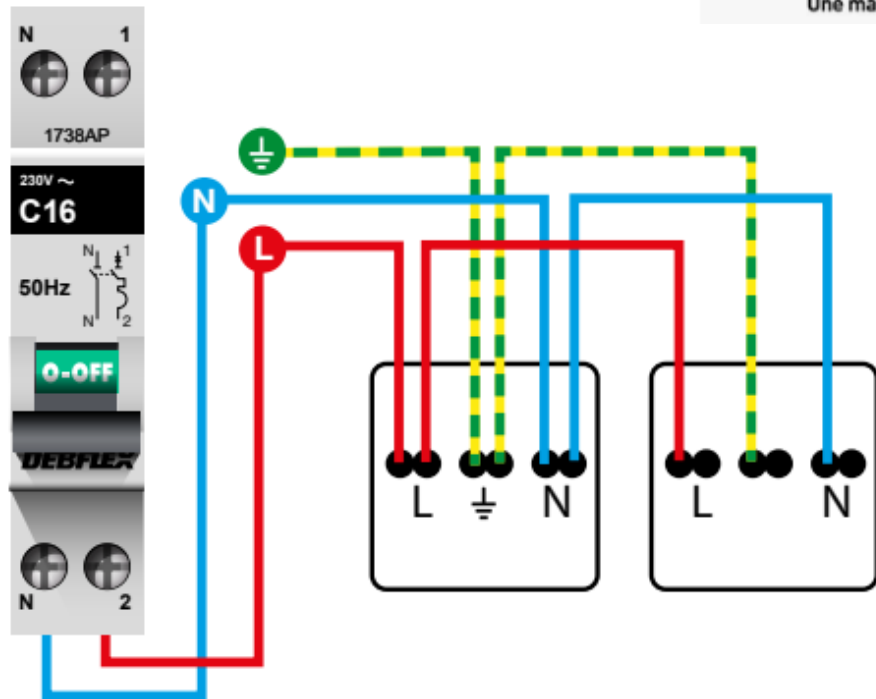 Une ma
N 1
1738AP
230V ~
C16
50Hz
N 1
N 2
O-OFF
DEBFLEX
N 2
N
L
L N
L N